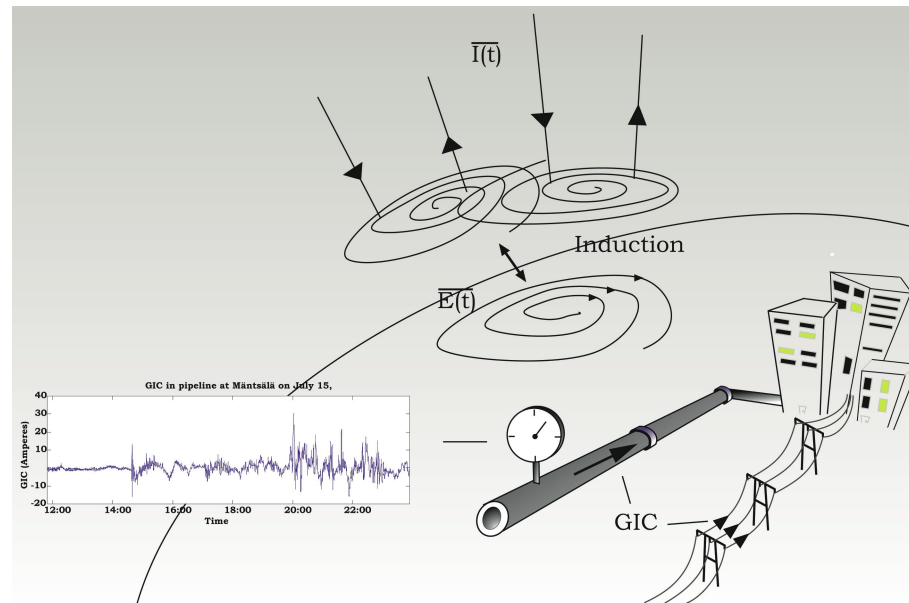 I(t)
Induction
E(t)
GIC in pipeline at Mäntsälä on July 15,
40
30
20
10
0
-10
-20
GIC (Amperes)
12:00 14:00 16:00 18:00 20:00 22:00
Time
GIC